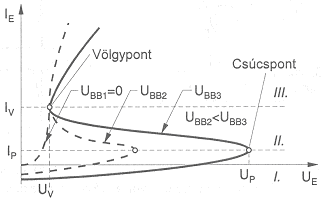 I_E
Völgypont
Csúcspont
U_BB1=0 U_BB2 U_BB3
III.
I_V
U_BB2<U_BB3
II.
I_P
U_V
U_P
I.
U_E